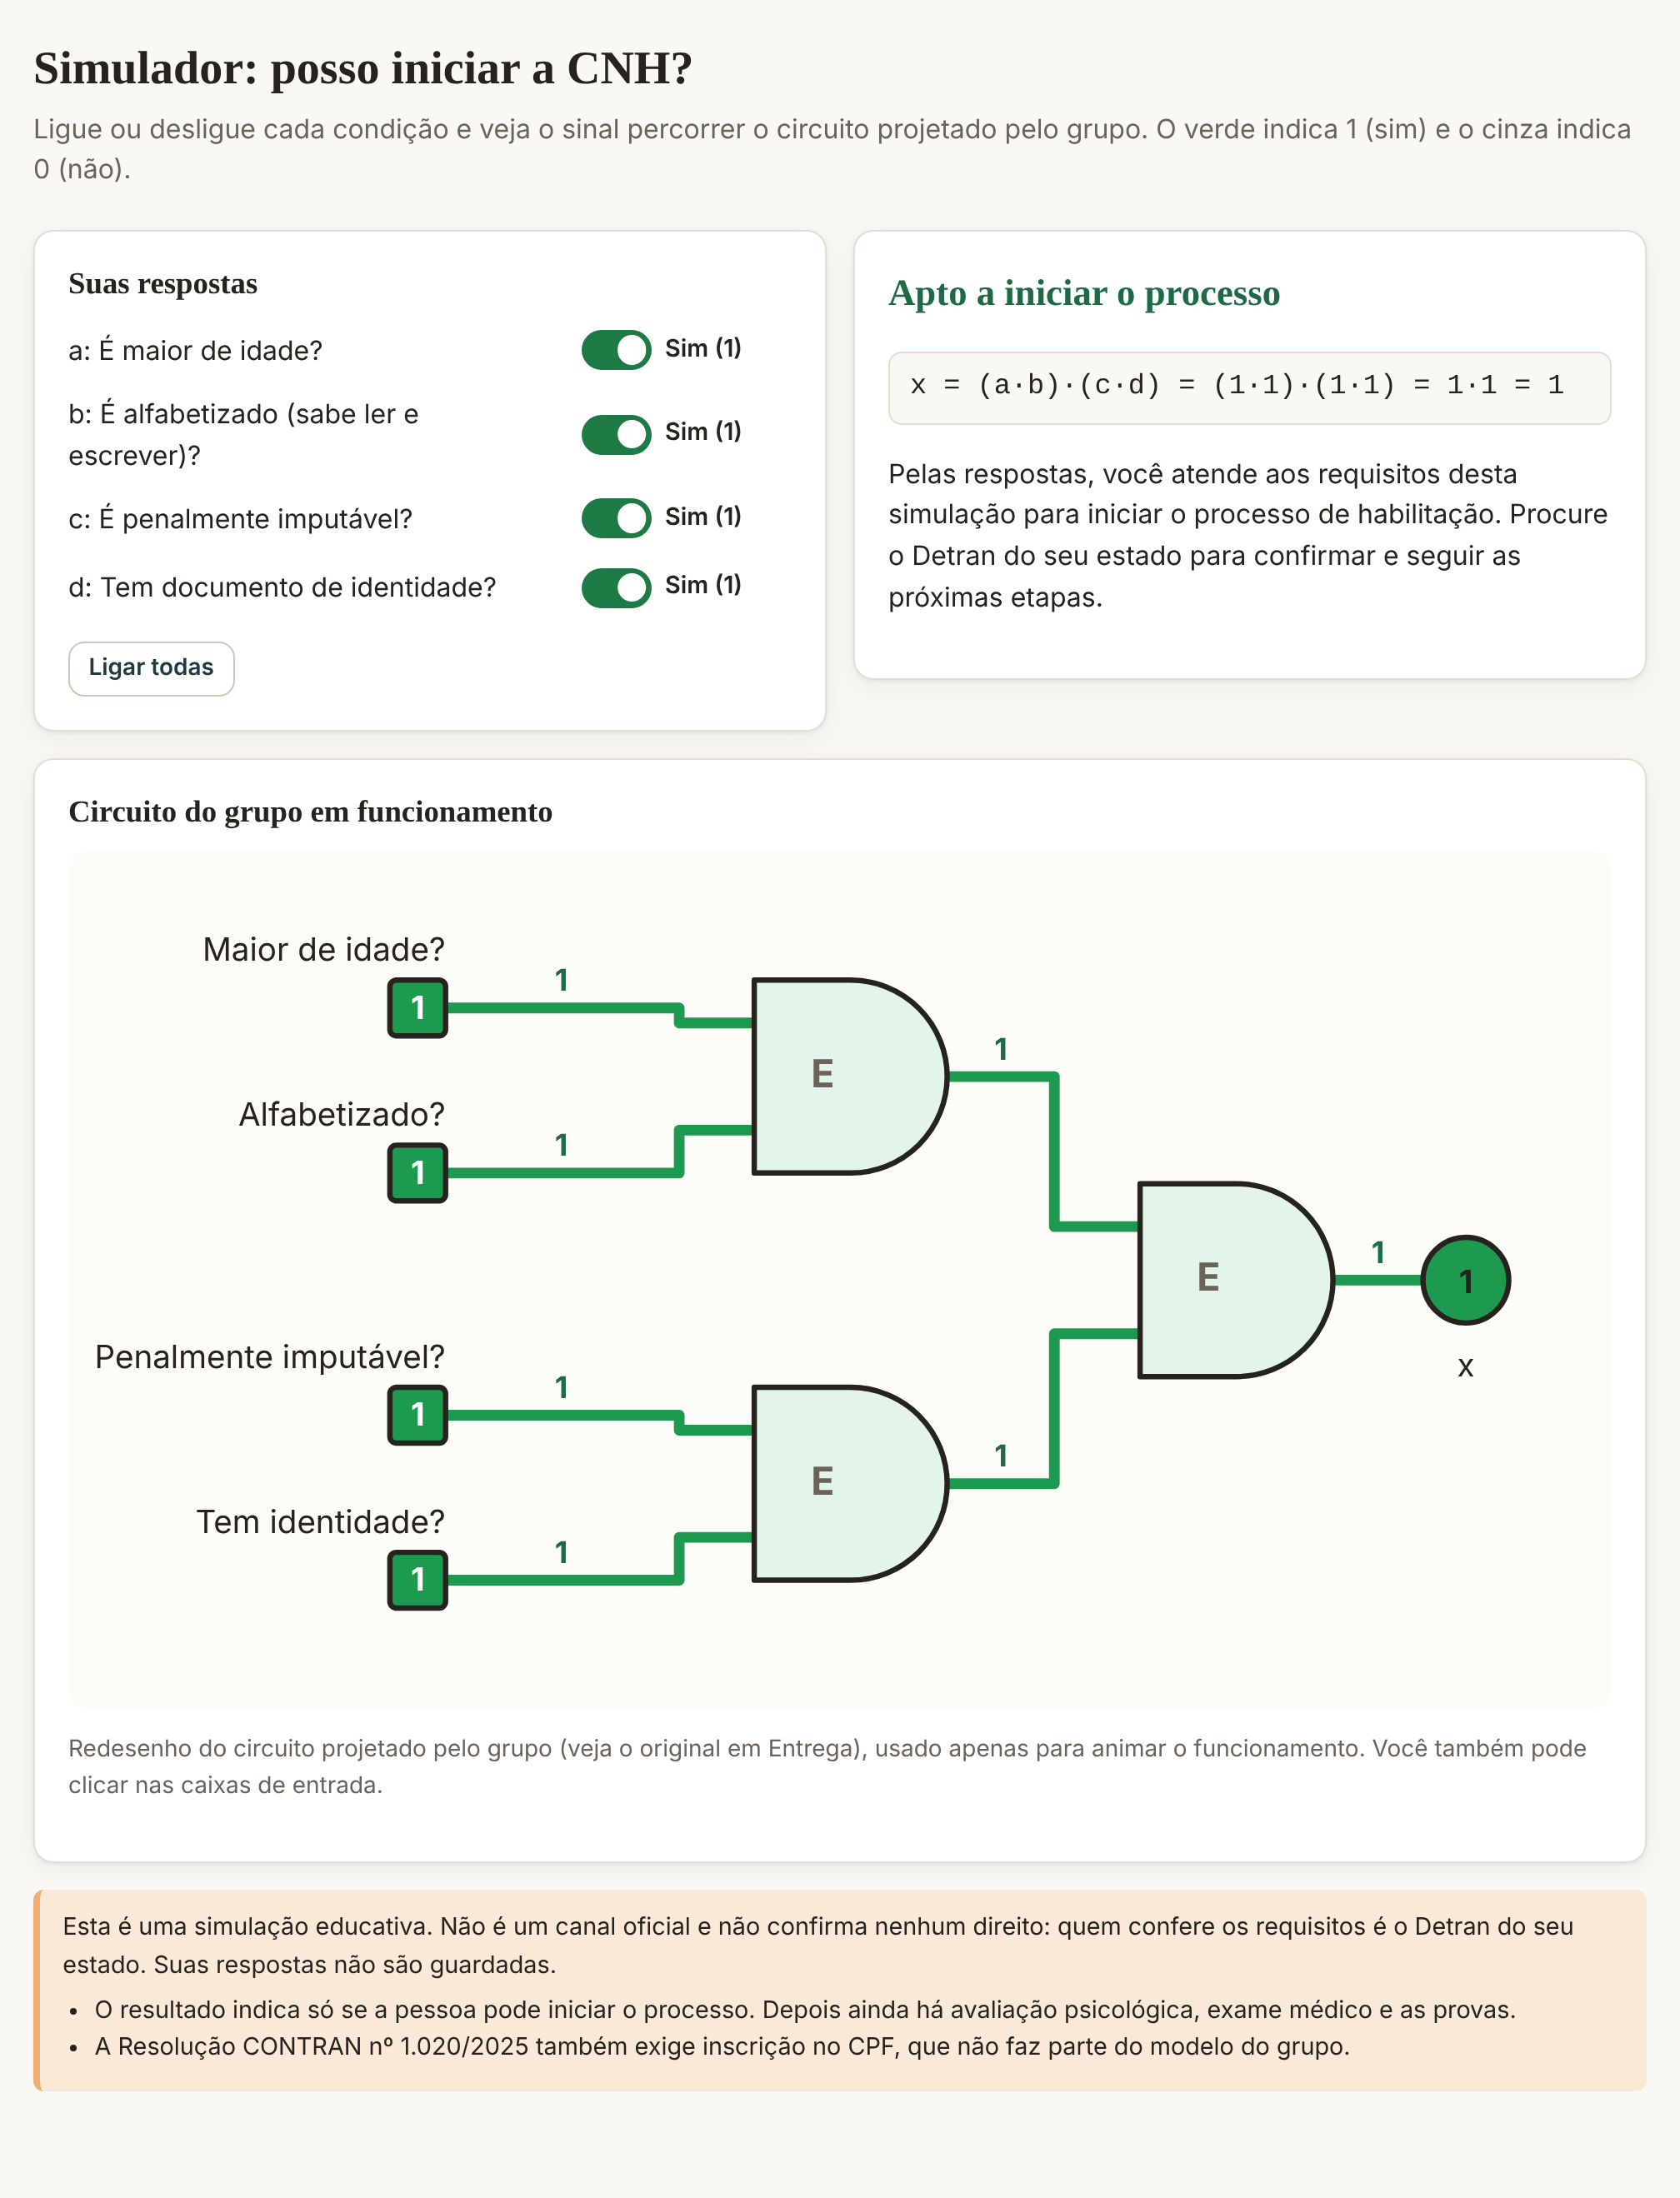 Simulador: posso iniciar a CNH?
Ligue ou desligue cada condição e veja o sinal percorrer o circuito projetado pelo grupo. O verde indica 1 (sim) e o cinza indica
0 (não).
Suas respostas
a: É maior de idade?
Sim (1)
b: É alfabetizado (sabe ler e
escrever)?
Sim (1)
c: É penalmente imputável?
Sim (1)
d: Tem documento de identidade?
Sim (1)
Ligar todas
Apto a iniciar o processo
x = (a·b)·(c·d) = (1·1)·(1·1) = 1·1 = 1
Pelas respostas, você atende aos requisitos desta
simulação para iniciar o processo de habilitação. Procure
o Detran do seu estado para confirmar e seguir as
próximas etapas.
Circuito do grupo em funcionamento
Maior de idade?
1
1
E
1
Alfabetizado?
1
1
E
1
1
x
Penalmente imputável?
1
1
E
1
Tem identidade?
1
1
Redesenho do circuito projetado pelo grupo (veja o original em Entrega), usado apenas para animar o funcionamento. Você também pode
clicar nas caixas de entrada.
Esta é uma simulação educativa. Não é um canal oficial e não confirma nenhum direito: quem confere os requisitos é o Detran do seu
estado. Suas respostas não são guardadas.
• O resultado indica só se a pessoa pode iniciar o processo. Depois ainda há avaliação psicológica, exame médico e as provas.
• A Resolução CONTRAN nº 1.020/2025 também exige inscrição no CPF, que não faz parte do modelo do grupo.